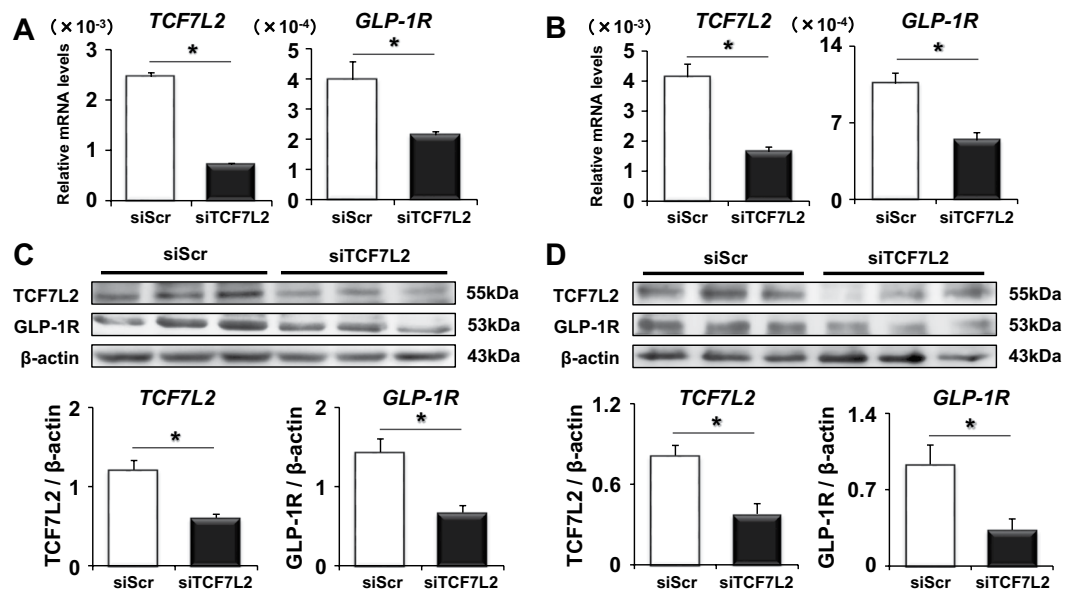 A
(×10-3)
TCF7L2
(×10-4)
GLP-1R
Relative mRNA levels
3
2
1
0
*
siScr siTCF7L2
5
4
3
2
1
0
*
siScr siTCF7L2
B
(×10-3)
TCF7L2
(×10-4)
GLP-1R
Relative mRNA levels
5
4
3
2
1
0
*
siScr siTCF7L2
14
7
0
*
siScr siTCF7L2
C
siScr siTCF7L2
TCF7L2 55kDa
GLP-1R 53kDa
β-actin 43kDa
TCF7L2
TCF7L2 / β-actin
2
1
0
*
siScr siTCF7L2
GLP-1R
GLP-1R / β-actin
2
1
0
*
siScr siTCF7L2
D
siScr siTCF7L2
TCF7L2 55kDa
GLP-1R 53kDa
β-actin 43kDa
TCF7L2
TCF7L2 / β-actin
1.2
0.6
0
*
siScr siTCF7L2
GLP-1R
GLP-1R / β-actin
1.4
0.7
0
*
siScr siTCF7L2